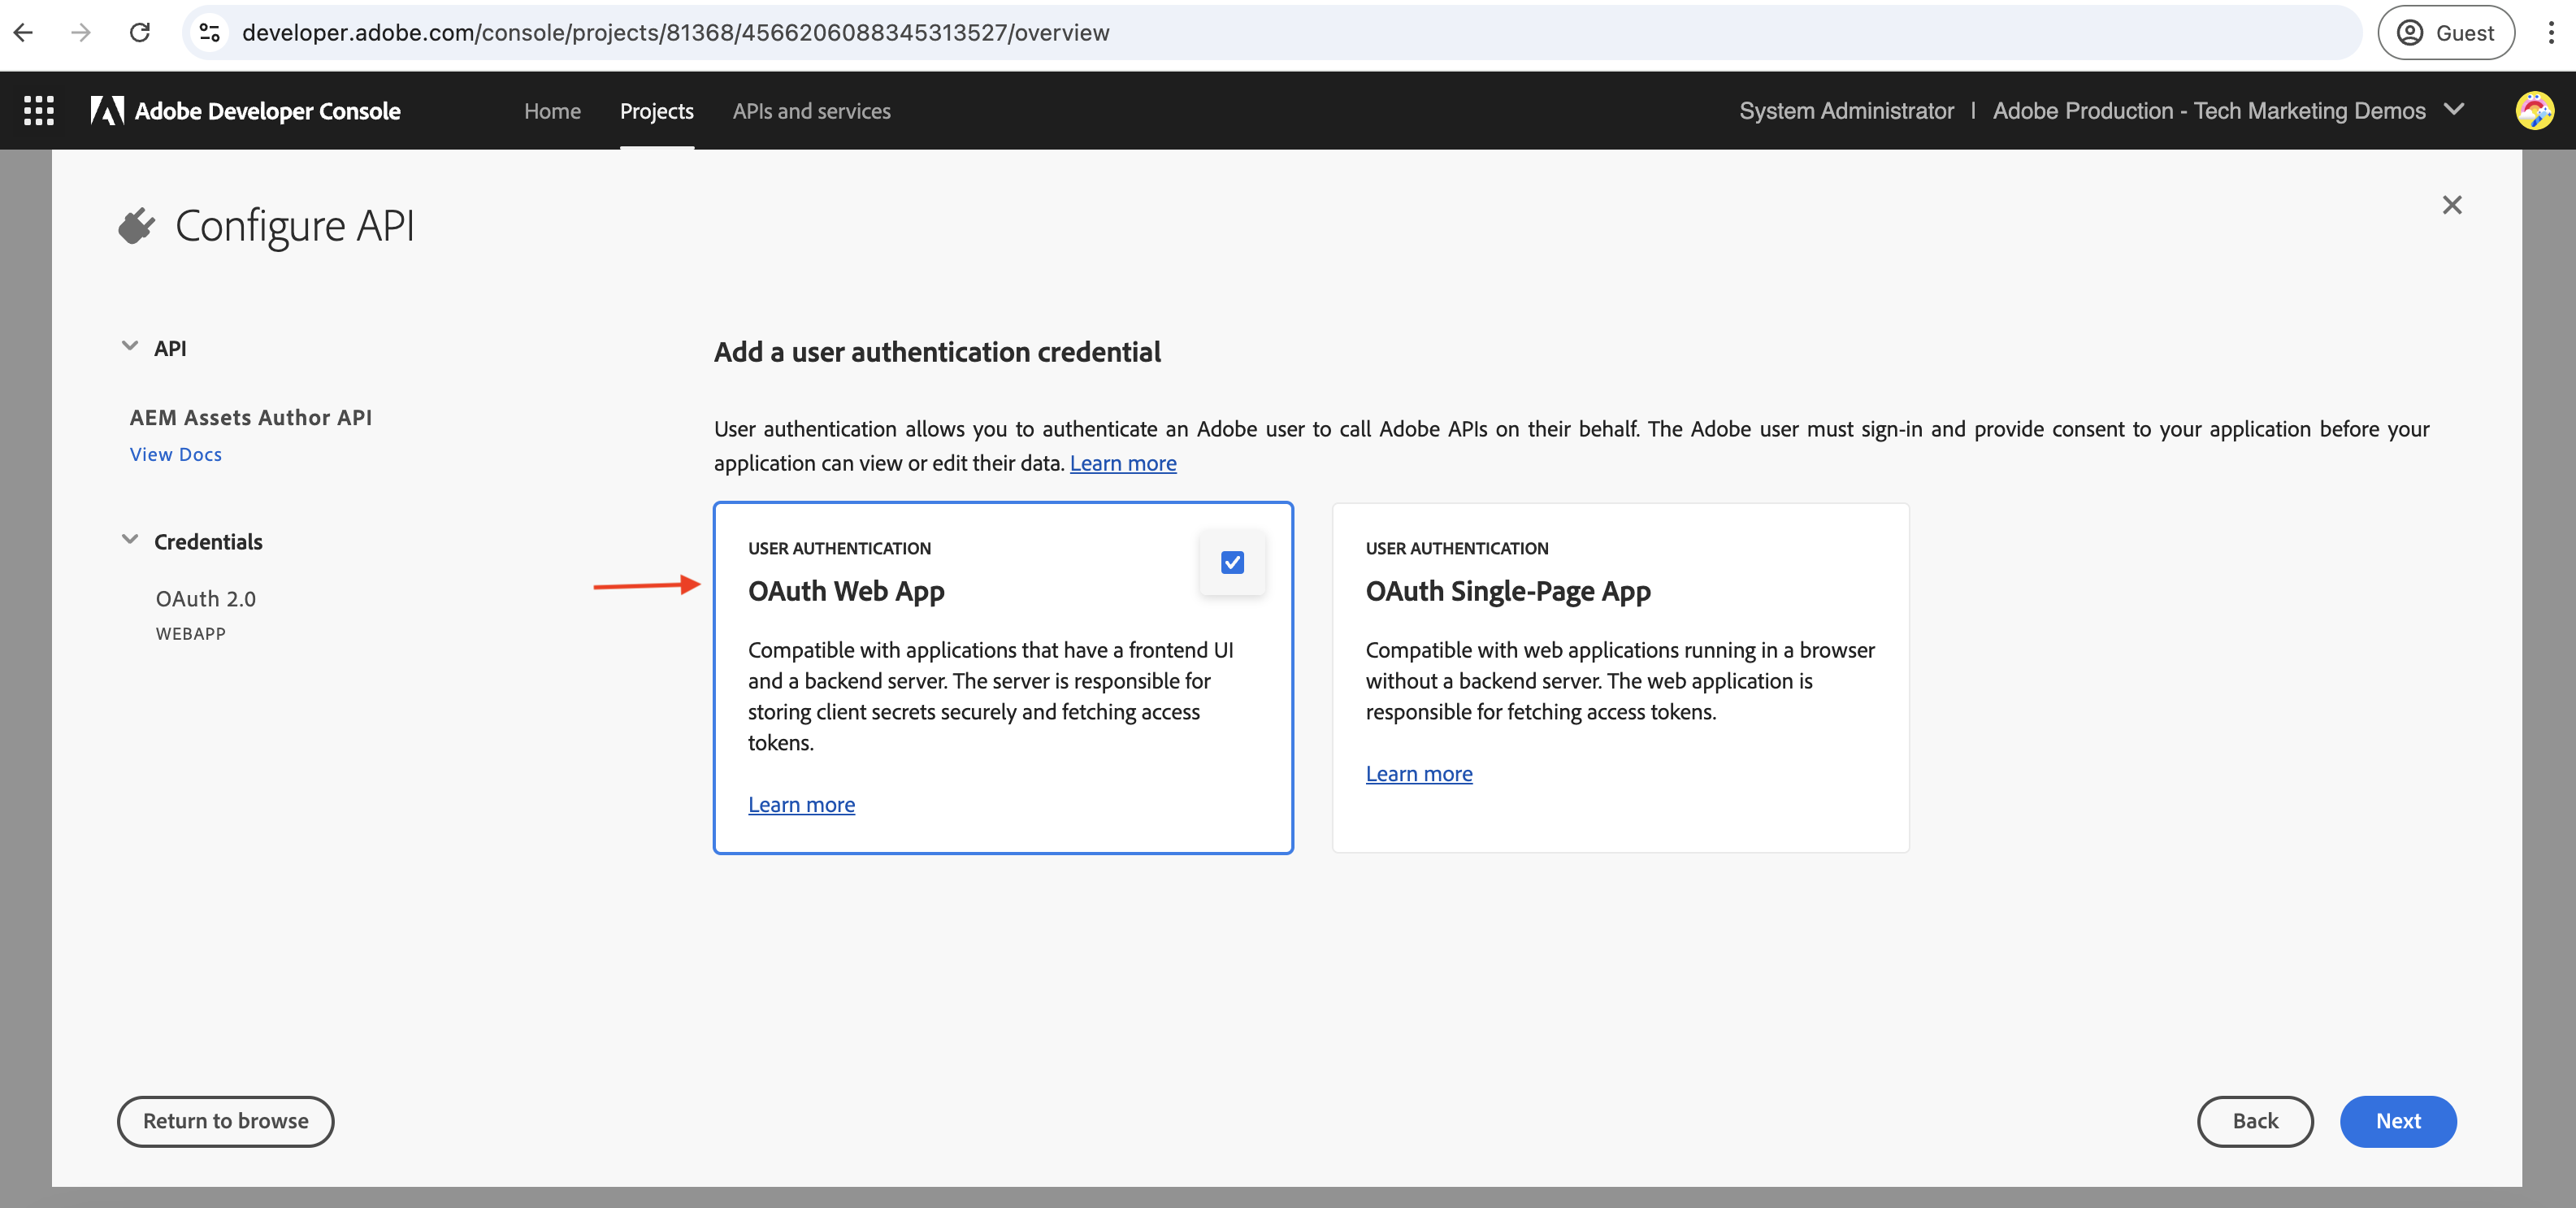 developer.adobe.com/console/projects/81368/4566206088345313527/overview
Guest
Adobe Developer Console
Home
Projects
APIs and services
System Administrator | Adobe Production - Tech Marketing Demos
Configure API
API
AEM Assets Author API
View Docs
Credentials
OAuth 2.0
WEBAPP
Add a user authentication credential
User authentication allows you to authenticate an Adobe user to call Adobe APIs on their behalf. The Adobe user must sign-in and provide consent to your application before your
application can view or edit their data. Learn more
USER AUTHENTICATION
OAuth Web App
Compatible with applications that have a frontend UI
and a backend server. The server is responsible for
storing client secrets securely and fetching access
tokens.
Learn more
USER AUTHENTICATION
OAuth Single-Page App
Compatible with web applications running in a browser
without a backend server. The web application is
responsible for fetching access tokens.
Learn more
Return to browse
Back
Next